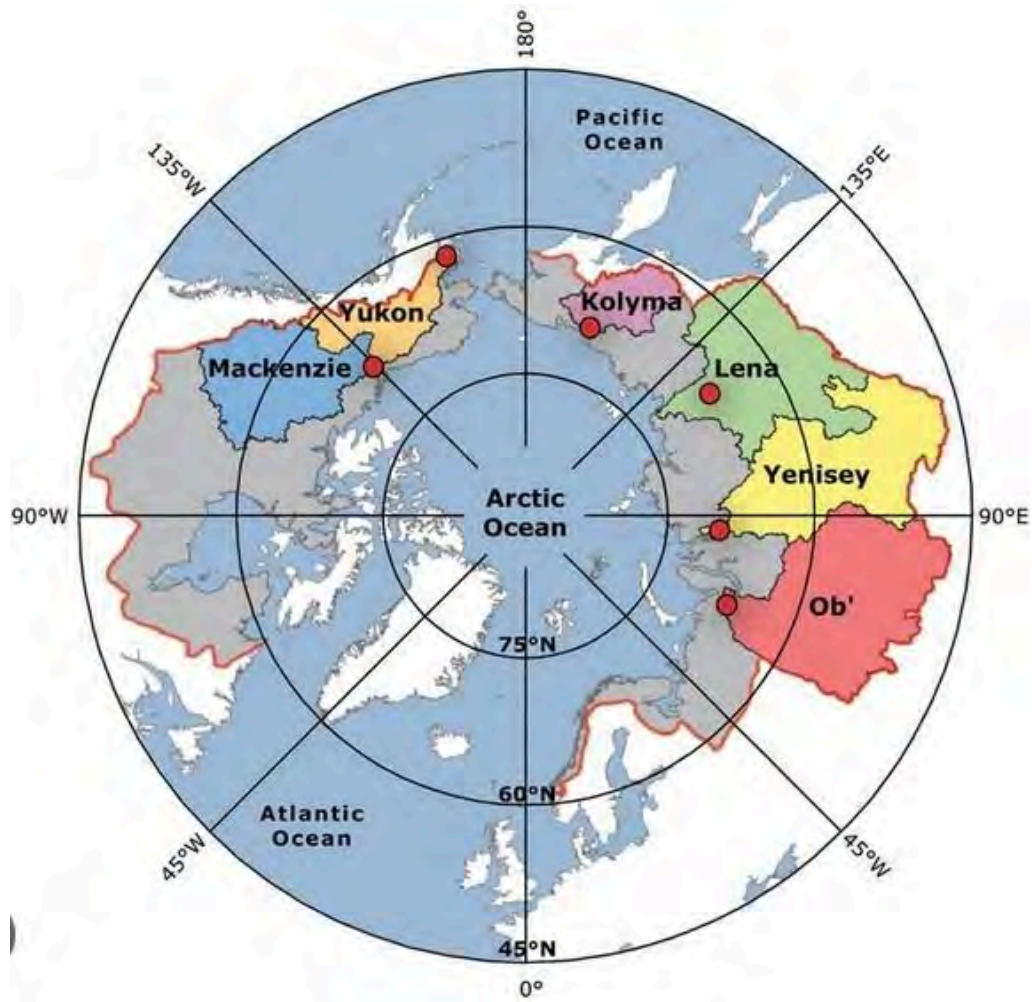 180°
Pacific
Ocean
135°W
135°E
Kolyma
Yukon
Mackenzie
Lena
Yenisey
Arctic
Ocean
90°W
90°E
Ob'
75°N
60°N
Atlantic
Ocean
45°W
45°W
45°N
0°